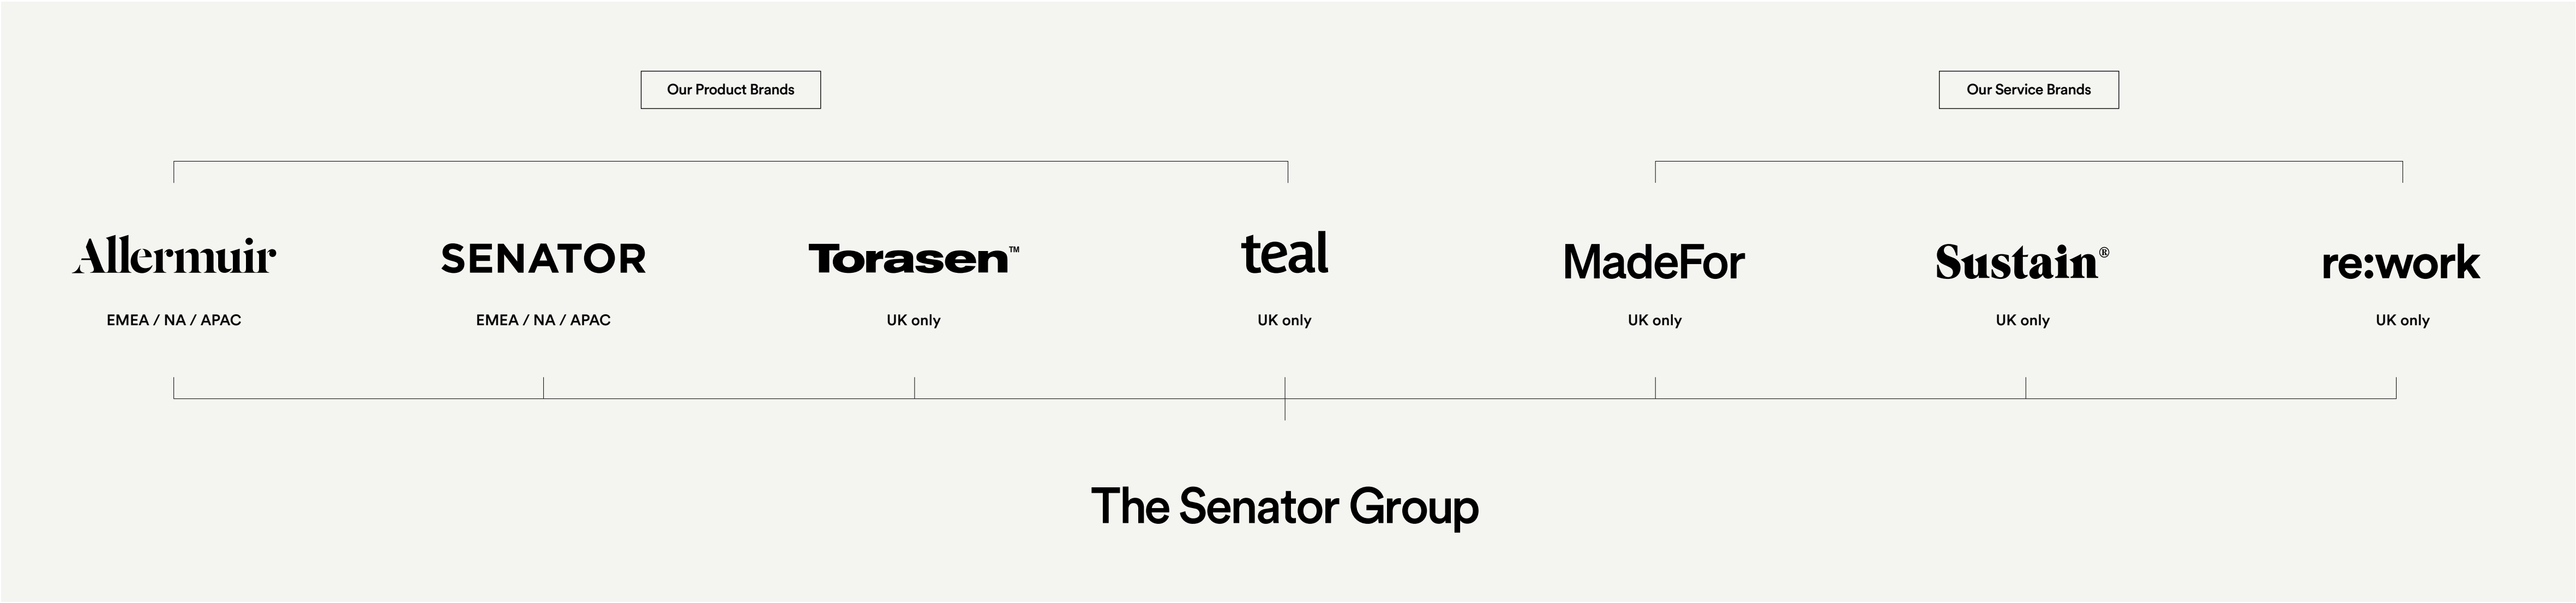 Our Product Brands
Our Service Brands
Allermuir
SENATOR
Torasen™
teal
MadeFor
Sustain®
re:work
EMEA / NA / APAC
EMEA / NA / APAC
UK only
UK only
UK only
UK only
UK only
The Senator Group